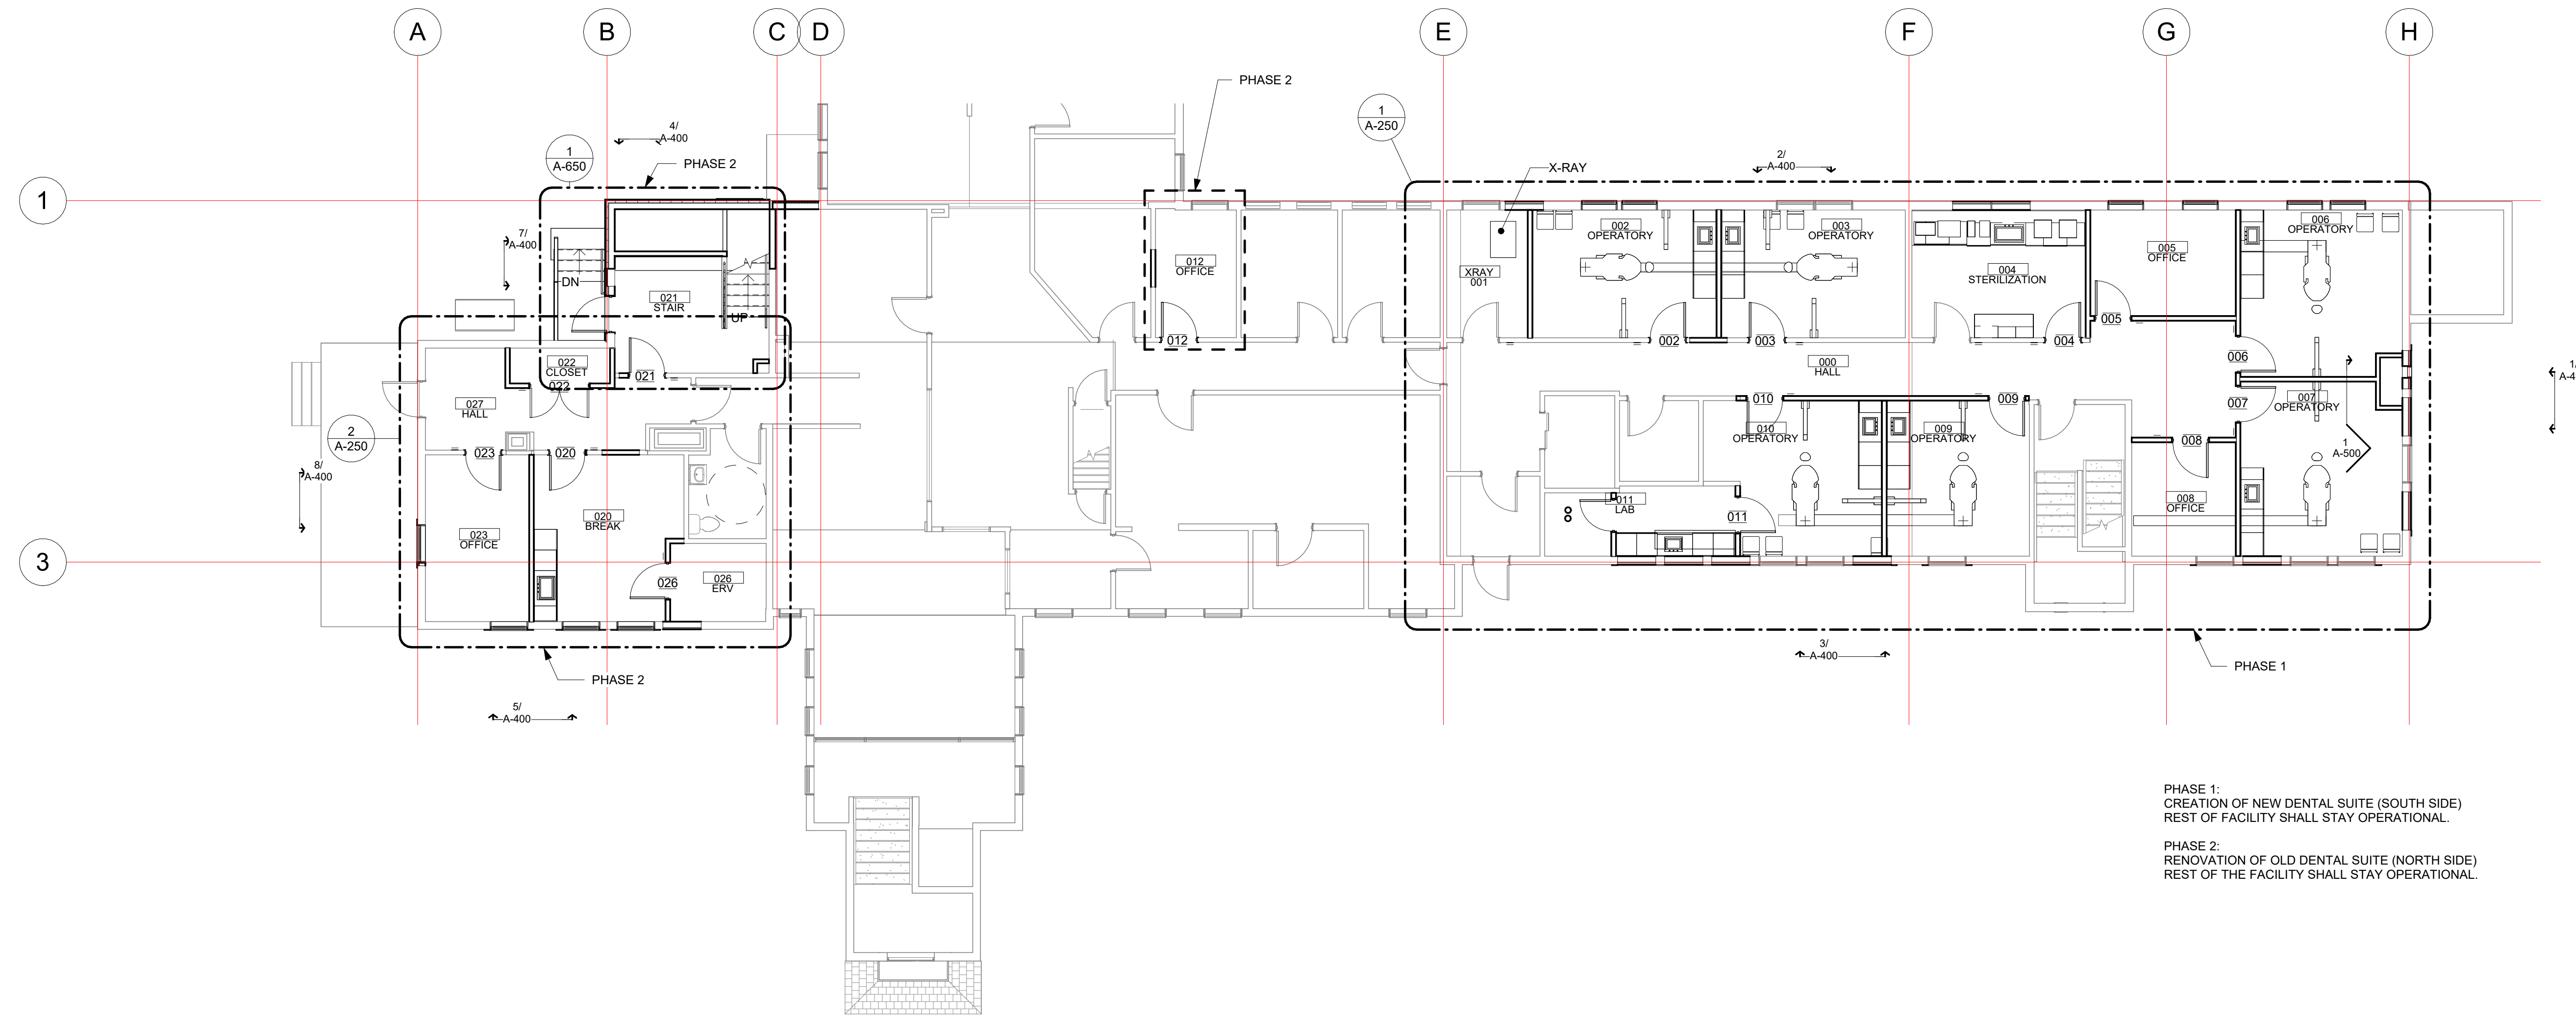 A
B
C
D
E
F
G
H
PHASE 2
1
A-250
4/
A-400
1
A-650
PHASE 2
2/
A-400
X-RAY
1
7/
A-400
DN
021
STAIR
UP
012
OFFICE
012
XRAY
001
002
OPERATORY
002
003
OPERATORY
003
004
STERILIZATION
004
005
OFFICE
005
006
OPERATORY
006
000
HALL
022
CLOSET
022
021
027
HALL
2
A-250
8/
A-400
023
020
023
OFFICE
020
BREAK
026
026
ERV
010
010
OPERATORY
009
009
OPERATORY
007
007
OPERATORY
008
008
OFFICE
1
A-500
1/
011
LAB
011
3
3/
A-400
PHASE 1
PHASE 2
5/
A-400
PHASE 1:
CREATION OF NEW DENTAL SUITE (SOUTH SIDE)
REST OF FACILITY SHALL STAY OPERATIONAL.
PHASE 2:
RENOVATION OF OLD DENTAL SUITE (NORTH SIDE)
REST OF THE FACILITY SHALL STAY OPERATIONAL.